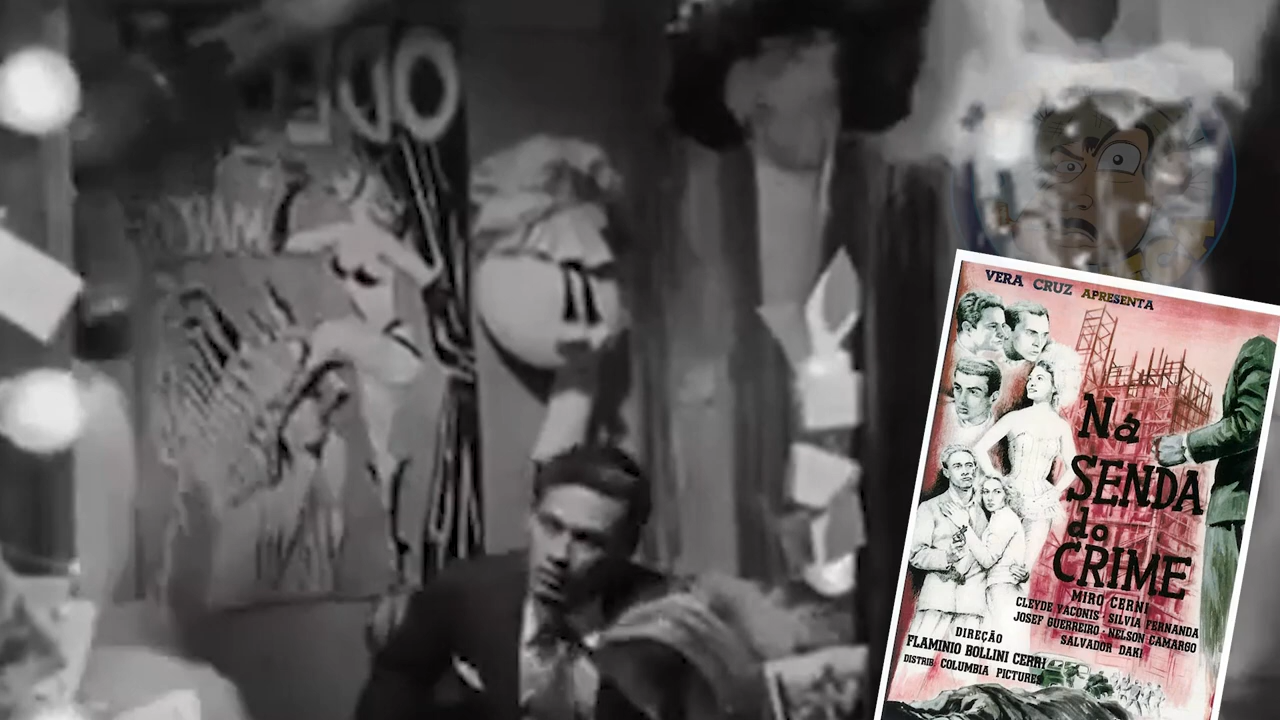 VERA CRUZ APRESENTA
Na
SENDA
do
CRIME
MIRO CERNI
CLEYDE YACONIS · SILVIA FERNANDA
JOSEF GUERREIRO · NELSON CAMARGO
SALVADOR DAKI
DIREÇÃO
FLAMINIO BOLLINI CERRI
DISTRIB. COLUMBIA PICTURES